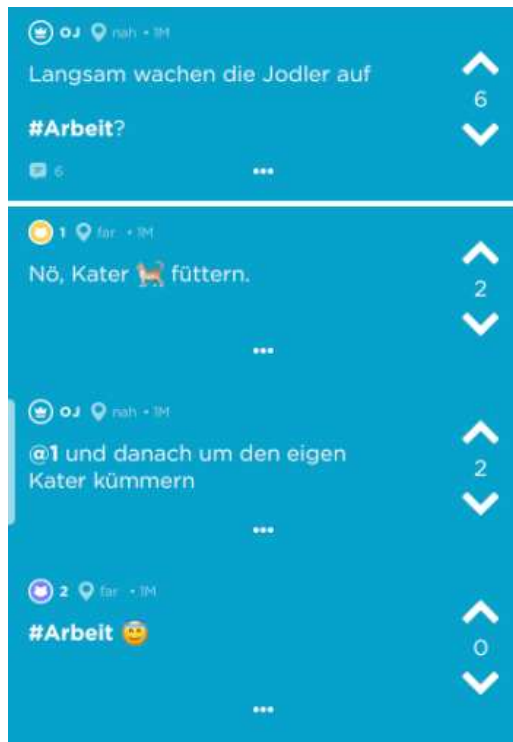 OJ nah • 1M
Langsam wachen die Jodler auf
6
#Arbeit?
6
1 far • 1M
Nö, Kater 🐈 füttern.
2
OJ nah • 1M
@1 und danach um den eigen
Kater kümmern
2
2 far • 1M
#Arbeit 😇
0